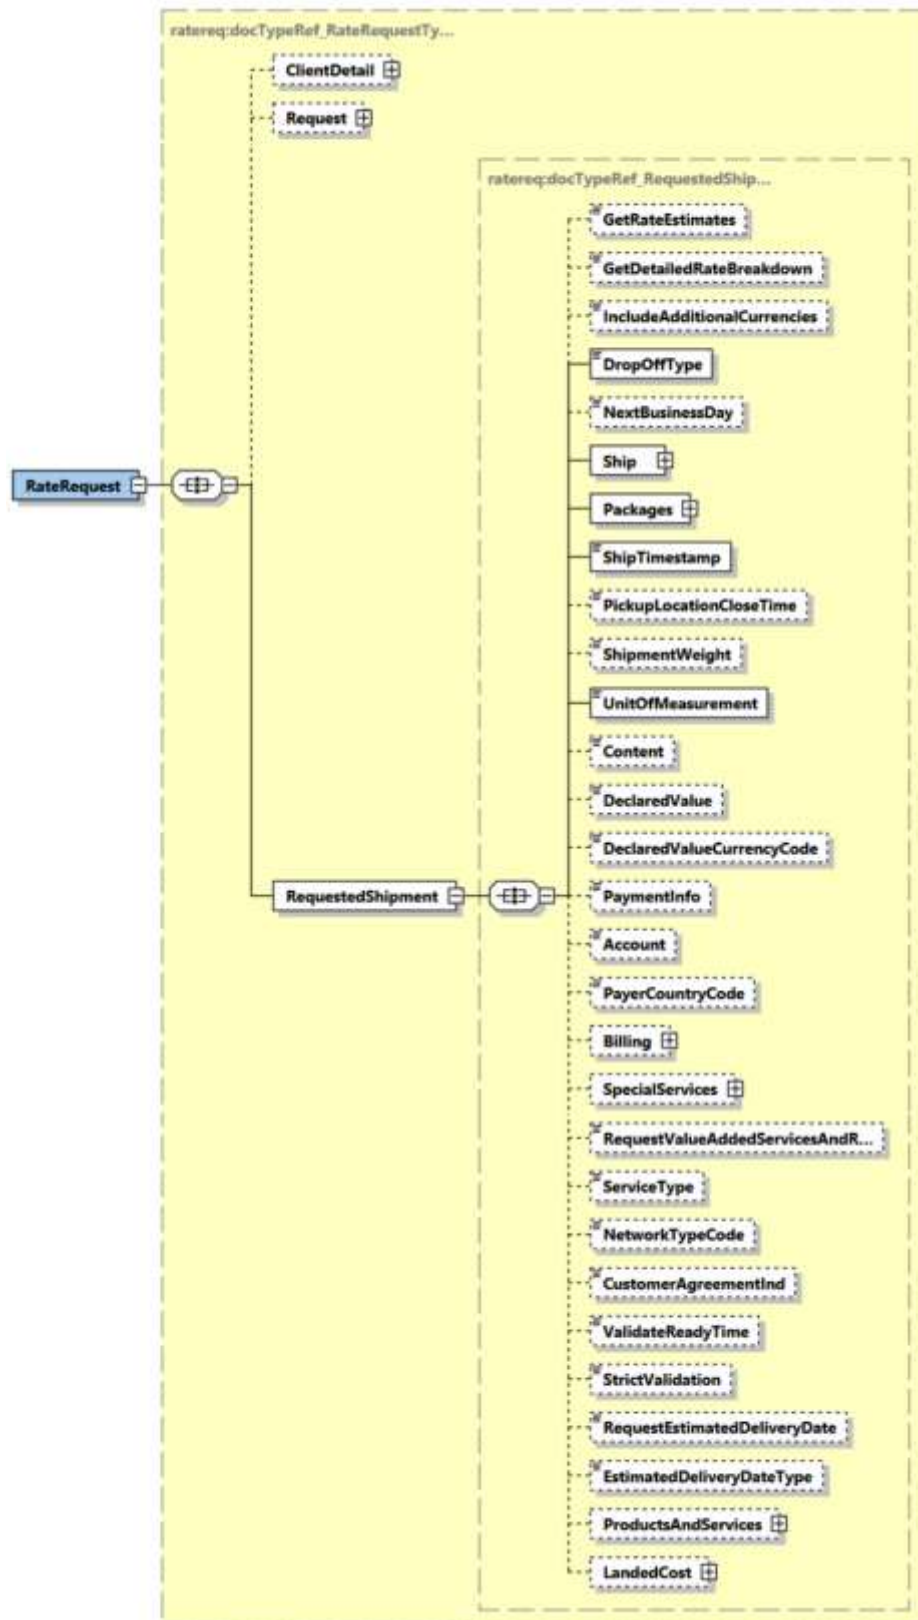 ratereq:docTypeRef_RateRequestTy...
ClientDetail
Request
ratereq:docTypeRef_RequestedShip...
GetRateEstimates
GetDetailedRateBreakdown
IncludeAdditionalCurrencies
DropOffType
NextBusinessDay
Ship
RateRequest
Packages
ShipTimestamp
PickupLocationCloseTime
ShipmentWeight
UnitOfMeasurement
Content
DeclaredValue
DeclaredValueCurrencyCode
RequestedShipment
PaymentInfo
Account
PayerCountryCode
Billing
SpecialServices
RequestValueAddedServicesAndR...
ServiceType
NetworkTypeCode
CustomerAgreementInd
ValidateReadyTime
StrictValidation
RequestEstimatedDeliveryDate
EstimatedDeliveryDateType
ProductsAndServices
LandedCost